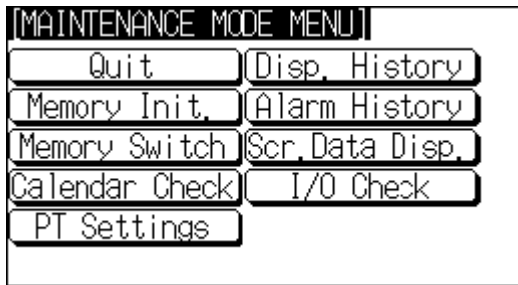 [MAINTENANCE MODE MENU]
Quit Disp. History
Memory Init. Alarm History
Memory Switch Scr.Data Disp.
Calendar Check I/O Check
PT Settings